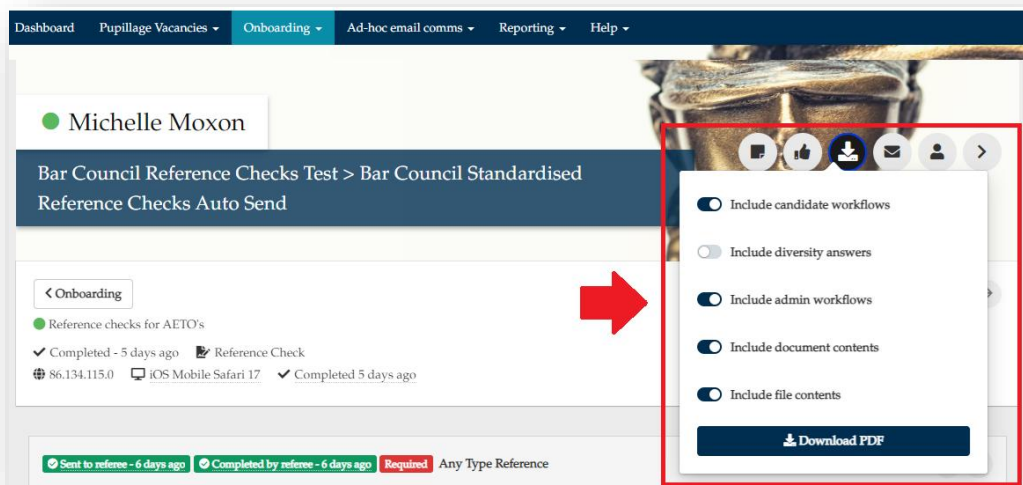 Dashboard Pupillage Vacancies Onboarding Ad-hoc email comms Reporting Help
Michelle Moxon
Bar Council Reference Checks Test > Bar Council Standardised
Reference Checks Auto Send
Include candidate workflows
Include diversity answers
Include admin workflows
Include document contents
Include file contents
Download PDF
Onboarding
Reference checks for AETO's
Completed - 5 days ago Reference Check
86.134.115.0 iOS Mobile Safari 17 Completed 5 days ago
Sent to referee - 6 days ago Completed by referee - 6 days ago Required Any Type Reference